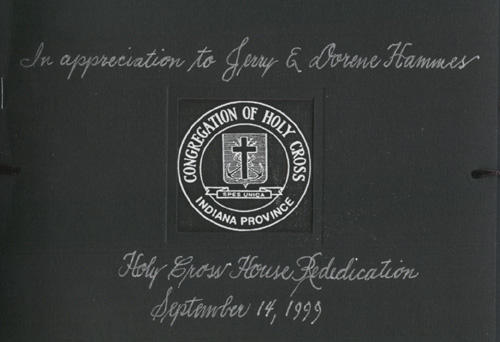 In appreciation to Jerry & Dorene Hammes
CONGREGATION OF HOLY CROSS
SPES UNICA
INDIANA PROVINCE
Holy Cross House Rededication
September 14, 1999